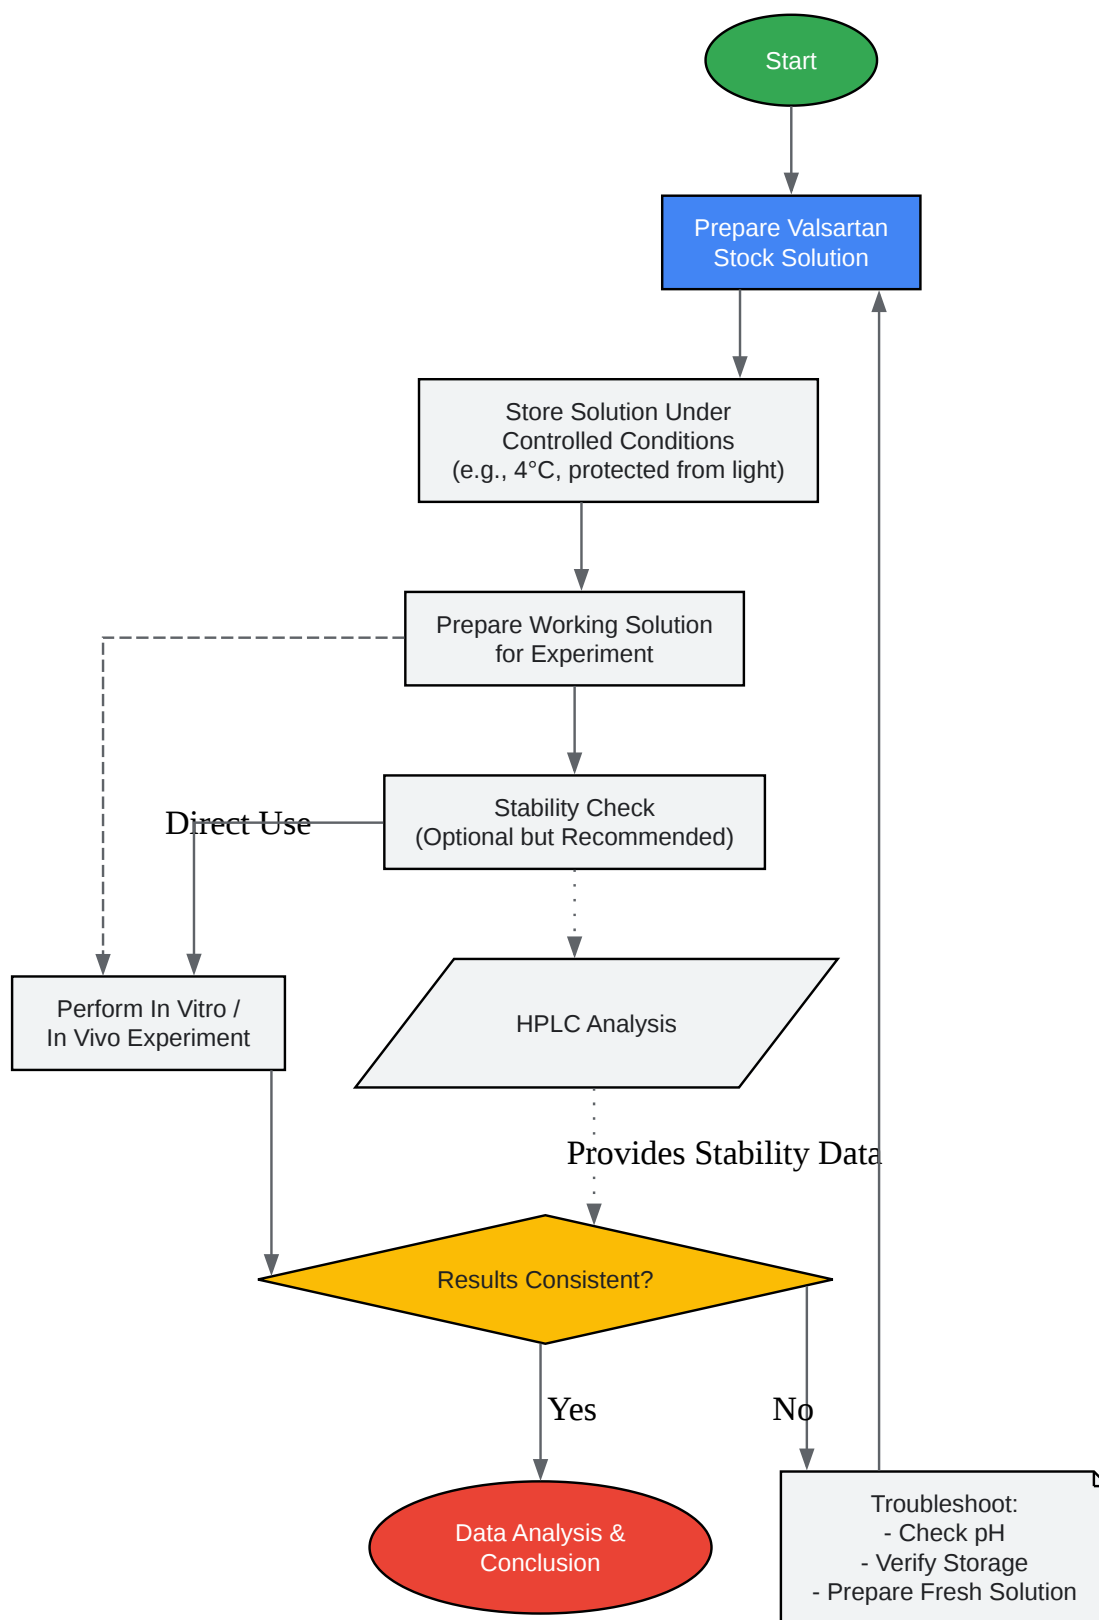 Start
Prepare Valsartan
Stock Solution
Store Solution Under
Controlled Conditions
(e.g., 4°C, protected from light)
Prepare Working Solution
for Experiment
Stability Check
(Optional but Recommended)
Direct Use
Perform In Vitro /
In Vivo Experiment
HPLC Analysis
Provides Stability Data
Results Consistent?
Yes
No
Data Analysis &
Conclusion
Troubleshoot:
- Check pH
- Verify Storage
- Prepare Fresh Solution